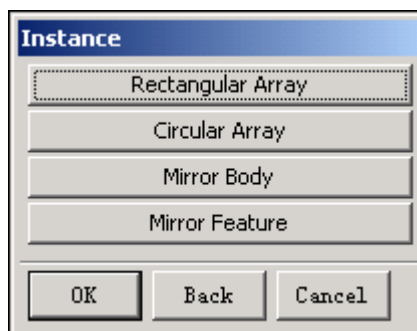 Instance
Rectangular Array
Circular Array
Mirror Body
Mirror Feature
OK Back Cancel